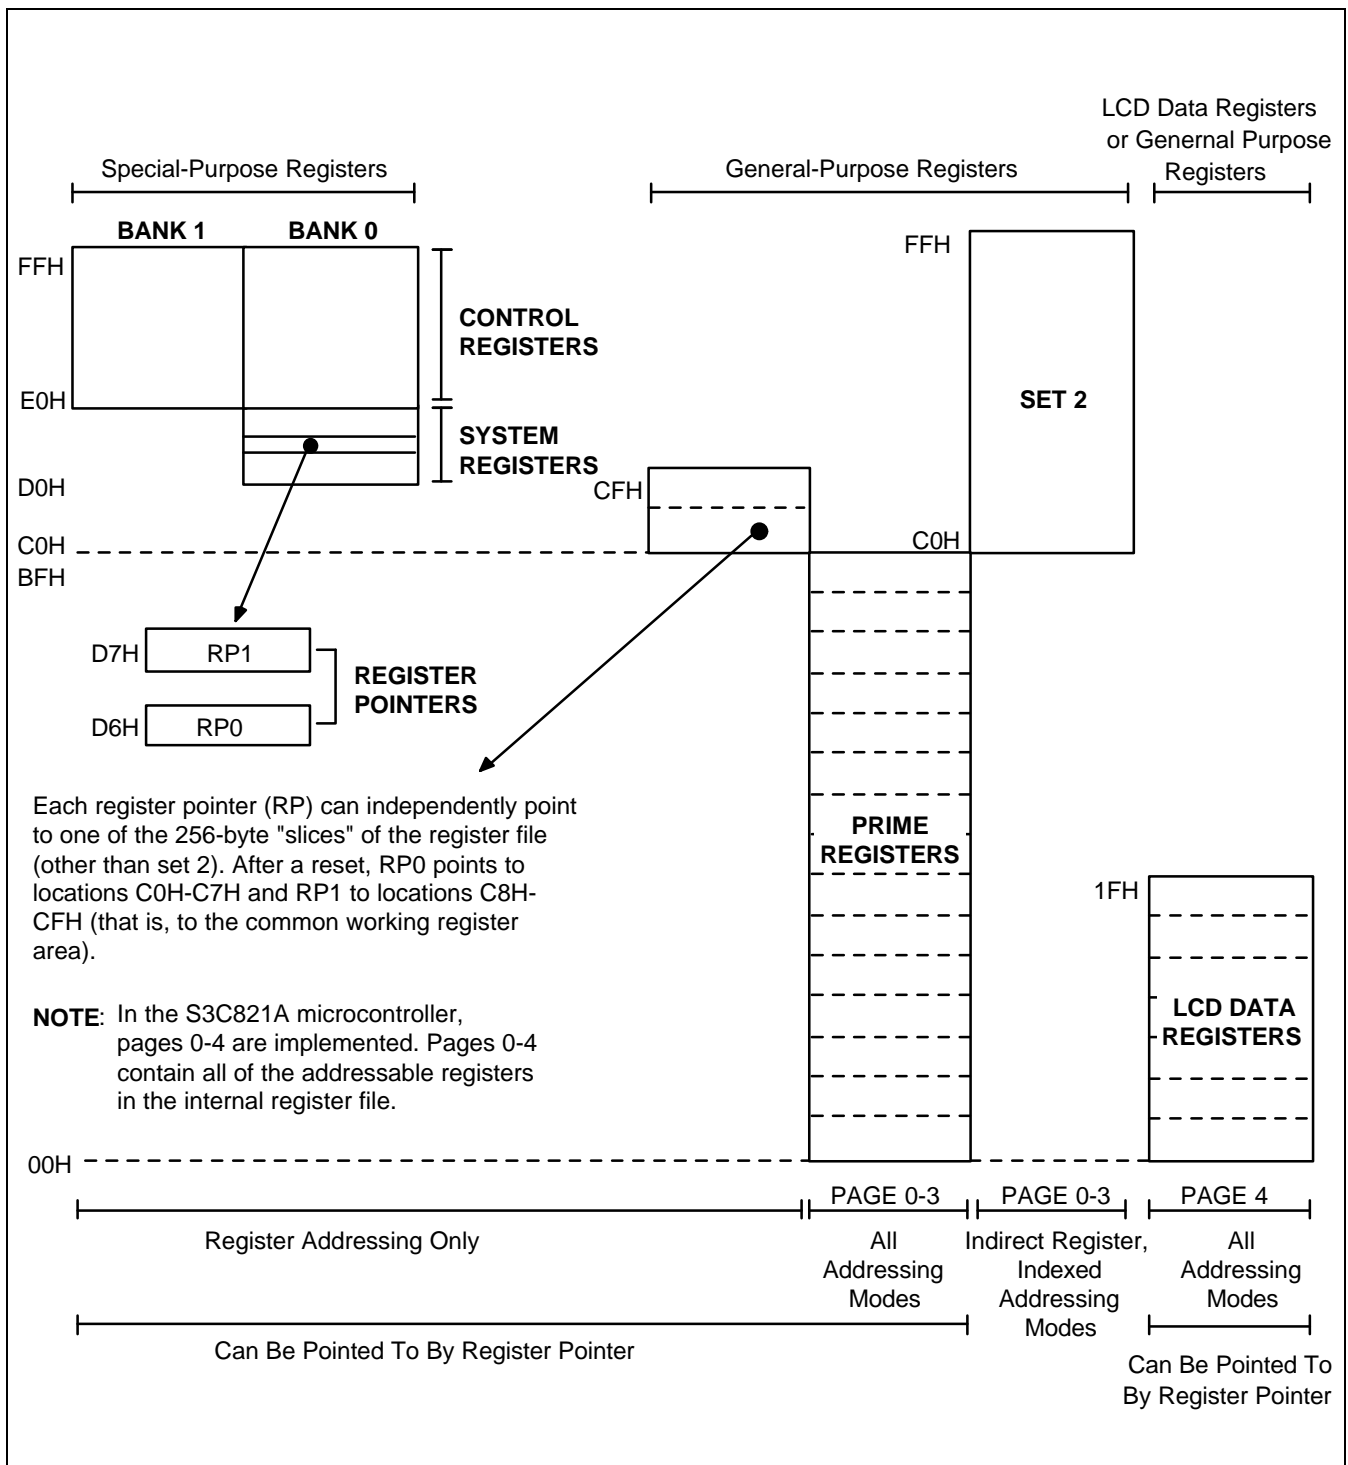 LCD Data Registers
or Genernal Purpose
Registers
Special-Purpose Registers
General-Purpose Registers
BANK 1
BANK 0
FFH
FFH
CONTROL
REGISTERS
E0H
SET 2
SYSTEM
REGISTERS
D0H
CFH
C0H
C0H
BFH
D7H
RP1
REGISTER
POINTERS
D6H
RP0
Each register pointer (RP) can independently point
to one of the 256-byte "slices" of the register file
(other than set 2). After a reset, RP0 points to
locations C0H-C7H and RP1 to locations C8H-
CFH (that is, to the common working register
area).
PRIME
REGISTERS
1FH
NOTE: In the S3C821A microcontroller,
pages 0-4 are implemented. Pages 0-4
contain all of the addressable registers
in the internal register file.
LCD DATA
REGISTERS
00H
PAGE 0-3
PAGE 0-3
PAGE 4
Register Addressing Only
All
Addressing
Modes
Indirect Register,
Indexed
Addressing
Modes
All
Addressing
Modes
Can Be Pointed To By Register Pointer
Can Be Pointed To
By Register Pointer